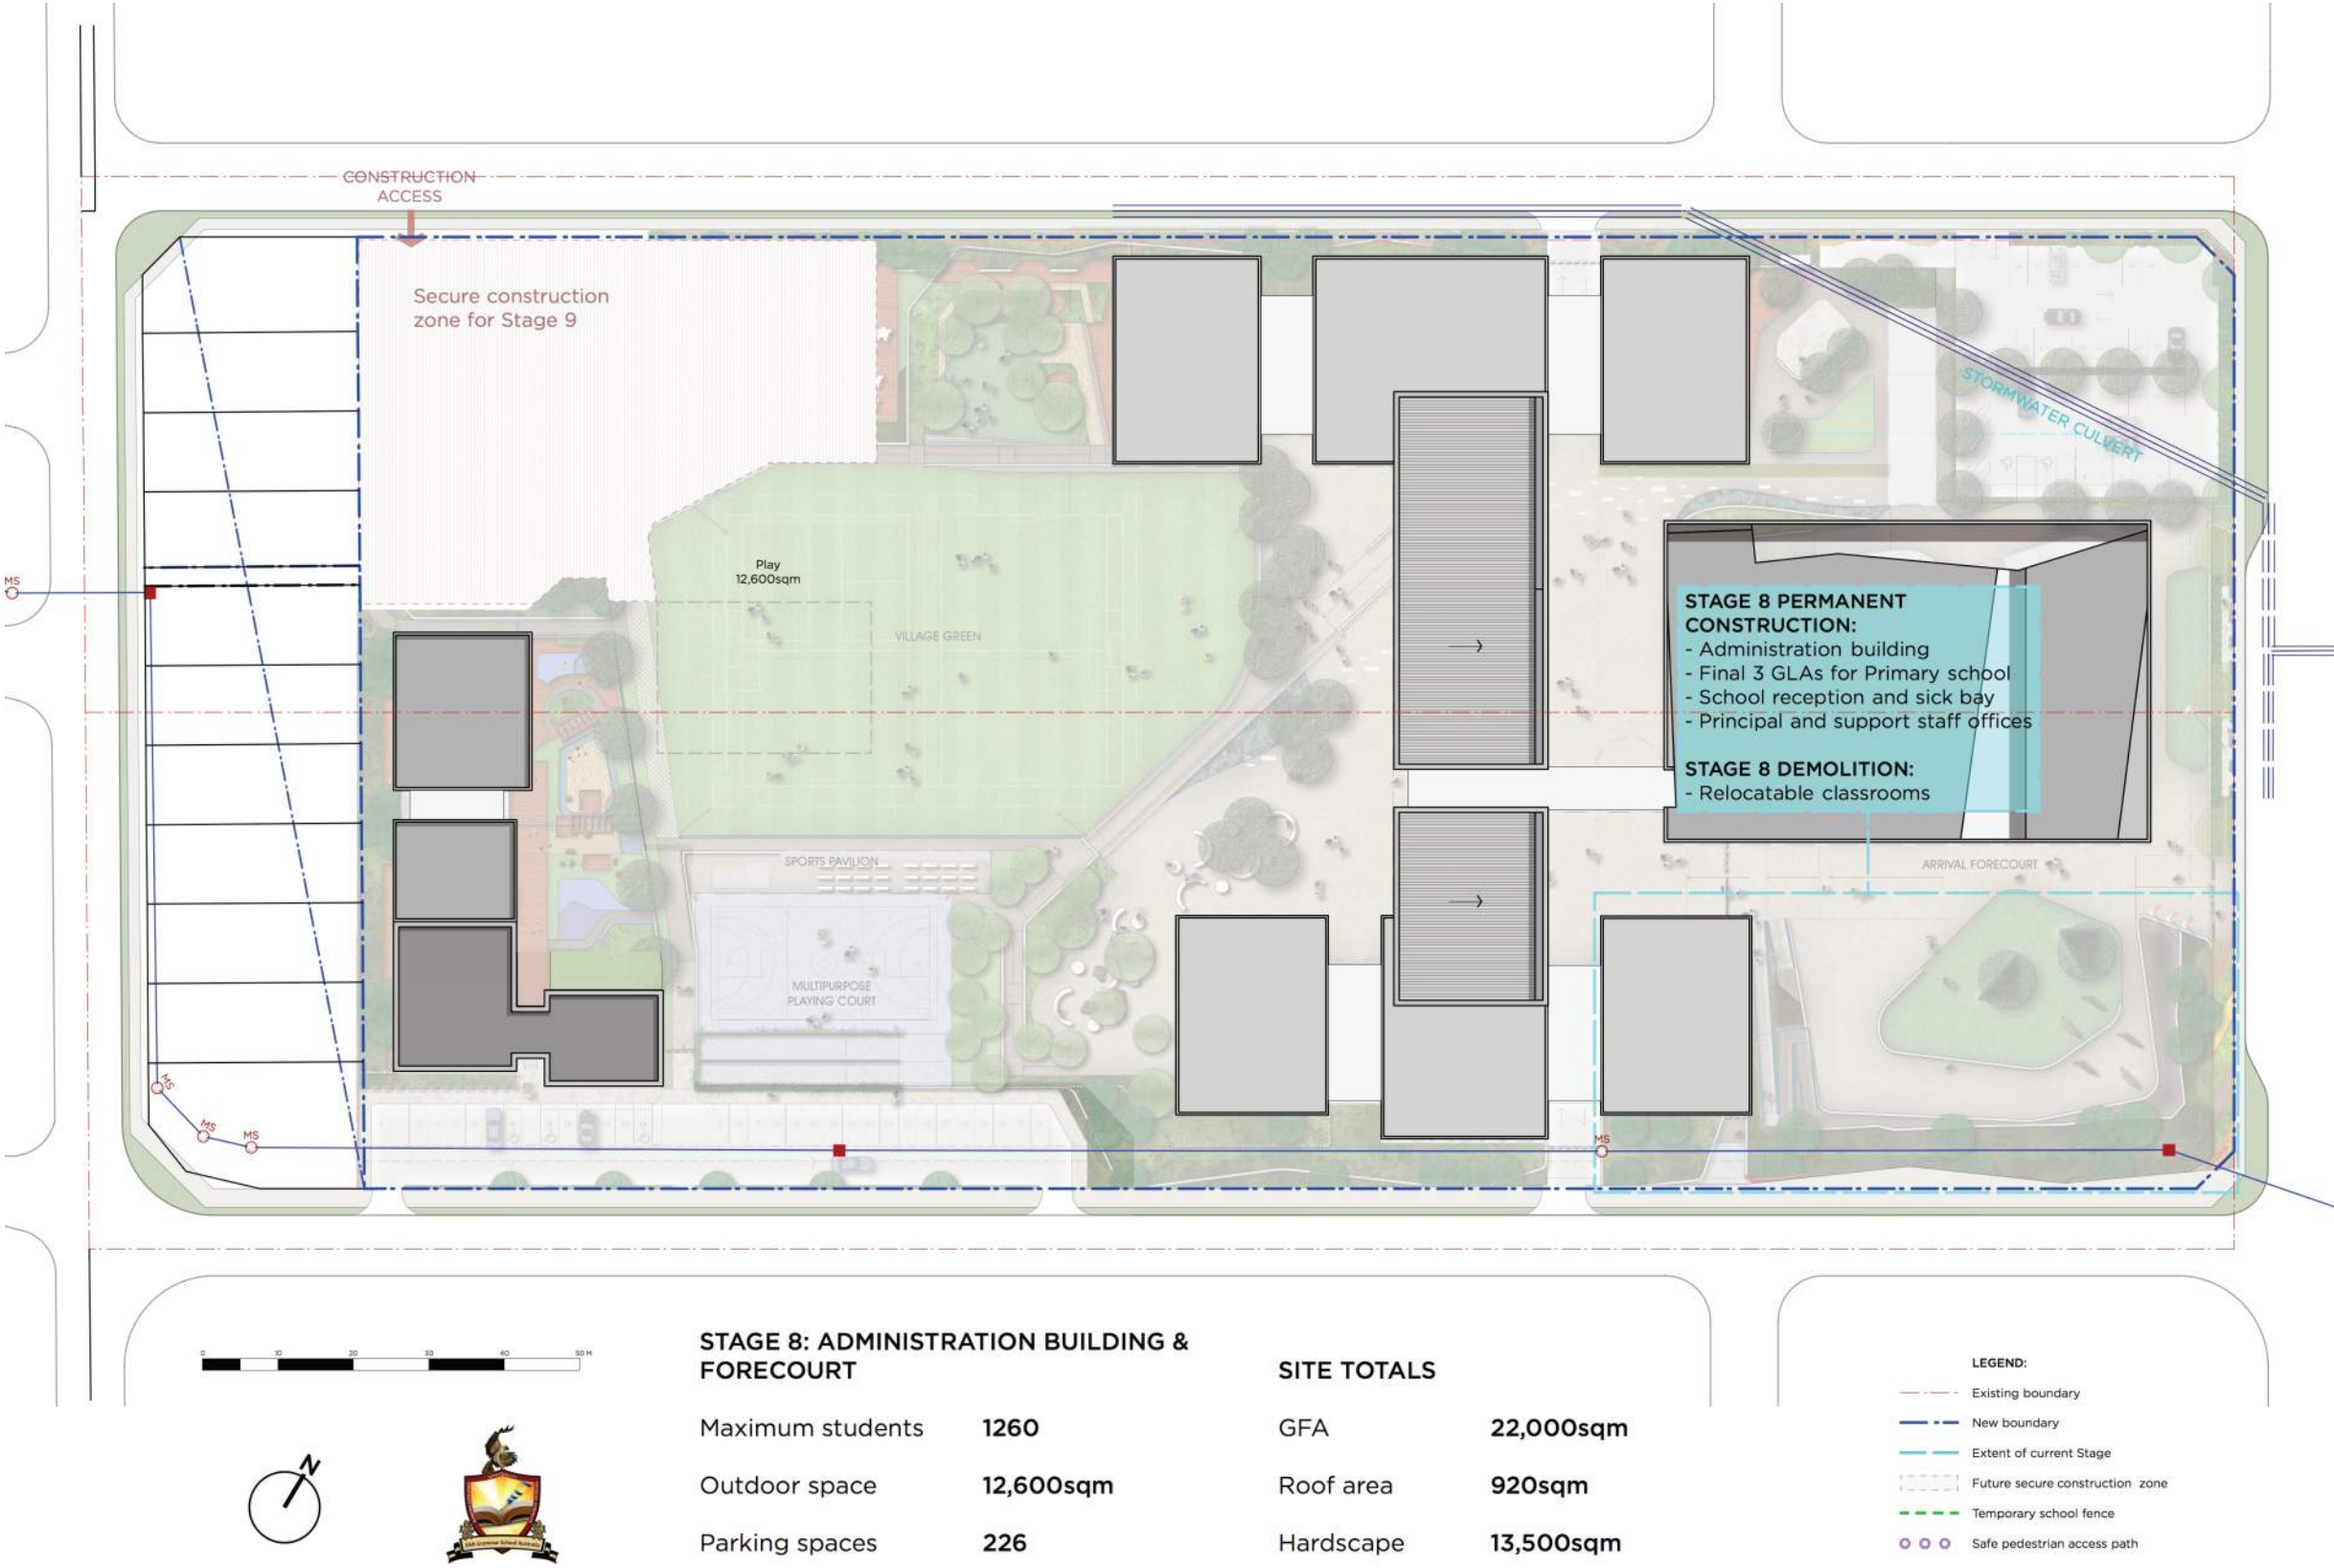 CONSTRUCTION
ACCESS
Secure construction
zone for Stage 9
STORMWATER CULVERT
MS
Play
12,600sqm
VILLAGE GREEN
STAGE 8 PERMANENT
CONSTRUCTION:
- Administration building
- Final 3 GLAs for Primary school
- School reception and sick bay
- Principal and support staff offices
STAGE 8 DEMOLITION:
- Relocatable classrooms
SPORTS PAVILION
ARRIVAL FORECOURT
MULTIPURPOSE
PLAYING COURT
MS
MS
MS
MS
0 10 20 30 40 50 M
N
STAGE 8: ADMINISTRATION BUILDING &
FORECOURT
Maximum students 1260
Outdoor space 12,600sqm
Parking spaces 226
SITE TOTALS
GFA 22,000sqm
Roof area 920sqm
Hardscape 13,500sqm
LEGEND:
Existing boundary
New boundary
Extent of current Stage
Future secure construction zone
Temporary school fence
Safe pedestrian access path